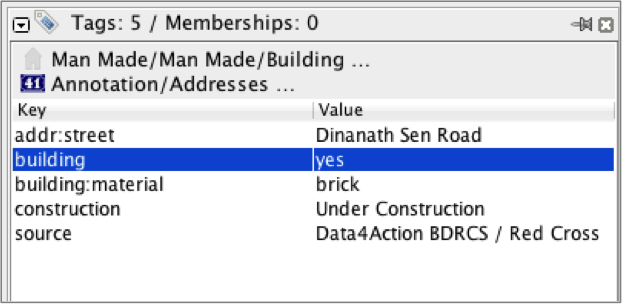 Tags: 5 / Memberships: 0
Man Made/Man Made/Building ...
41 Annotation/Addresses ...
Key Value
addr:street Dinanath Sen Road
building yes
building:material brick
construction Under Construction
source Data4Action BDRCS / Red Cross